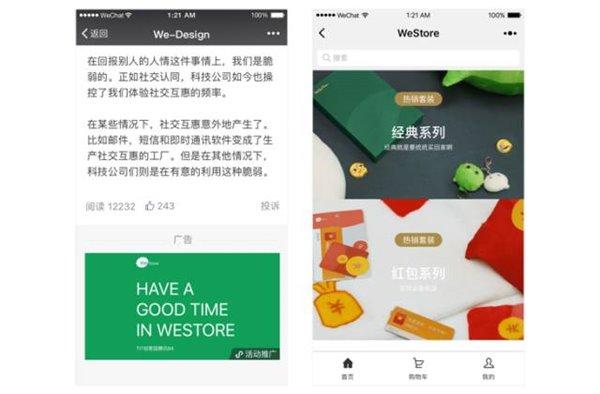 WeChat
1:21 AM
100%
返回
We-Design
在回报别人的人情这件事情上，我们是脆
弱的。正如社交认同，科技公司如今也操
控了我们体验社交互惠的频率。
在某些情况下，社交互惠意外地产生了。
比如邮件，短信和即时通讯软件变成了生
产社交互惠的工厂。但是在其他情况下，
科技公司们则是在有意的利用这种脆弱。
阅读 12232 243 投诉
广告
HAVE A
GOOD TIME
IN WESTORE
活动推广
WeChat
1:21 AM
100%
WeStore
搜索
热销套装
经典系列
热销套装
红包系列
首页
购物车
我的